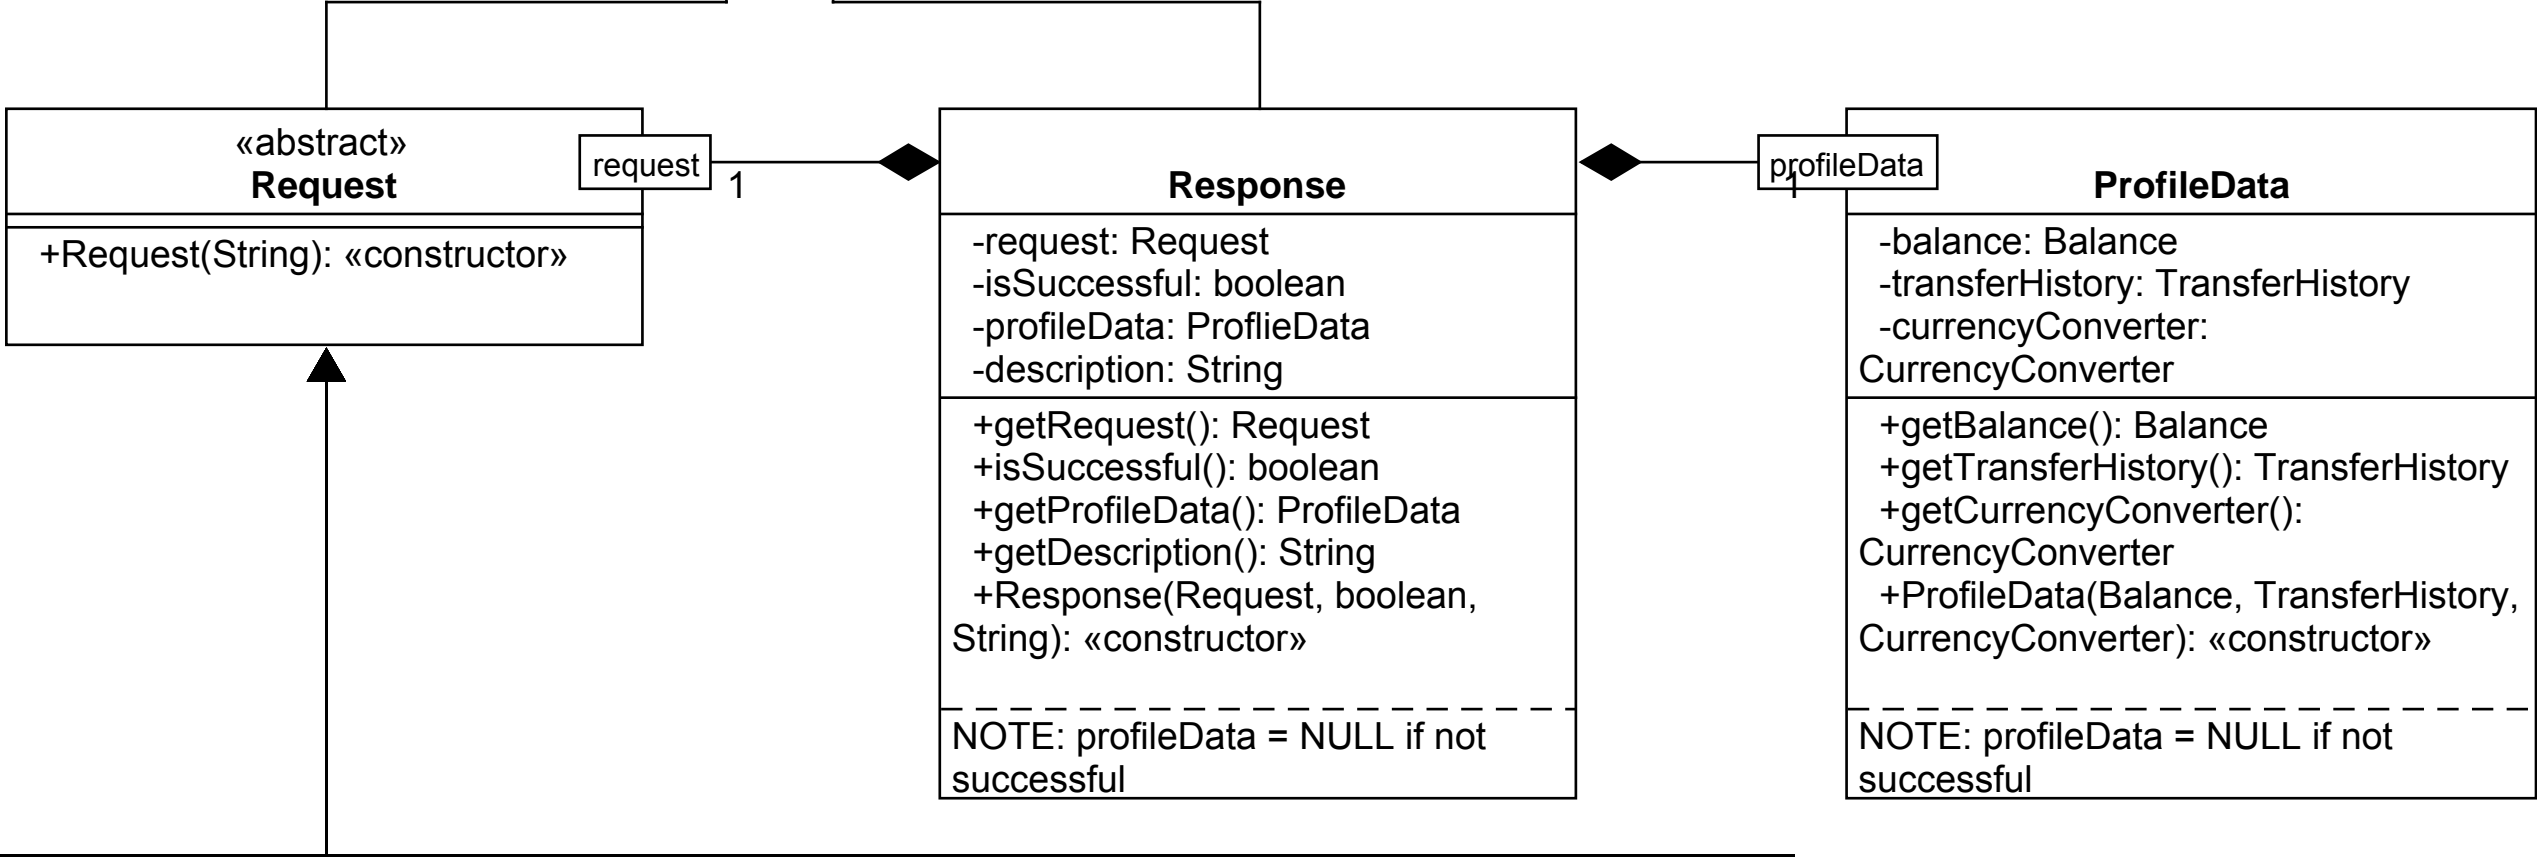 «abstract»
Request
+Request(String): «constructor»
request
1
Response
-request: Request
-isSuccessful: boolean
-profileData: ProflieData
-description: String
+getRequest(): Request
+isSuccessful(): boolean
+getProfileData(): ProfileData
+getDescription(): String
+Response(Request, boolean,
String): «constructor»
NOTE: profileData = NULL if not
successful
profileData
1
ProfileData
-balance: Balance
-transferHistory: TransferHistory
-currencyConverter:
CurrencyConverter
+getBalance(): Balance
+getTransferHistory(): TransferHistory
+getCurrencyConverter():
CurrencyConverter
+ProfileData(Balance, TransferHistory,
CurrencyConverter): «constructor»
NOTE: profileData = NULL if not
successful